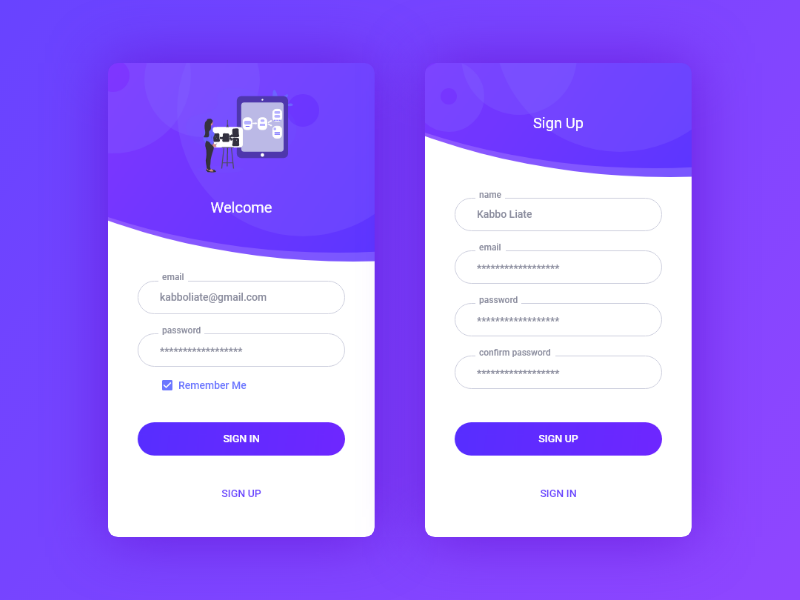 Welcome
email
kabboliate@gmail.com
password
******************
Remember Me
SIGN IN
SIGN UP
Sign Up
name
Kabbo Liate
email
******************
password
******************
confirm password
******************
SIGN UP
SIGN IN